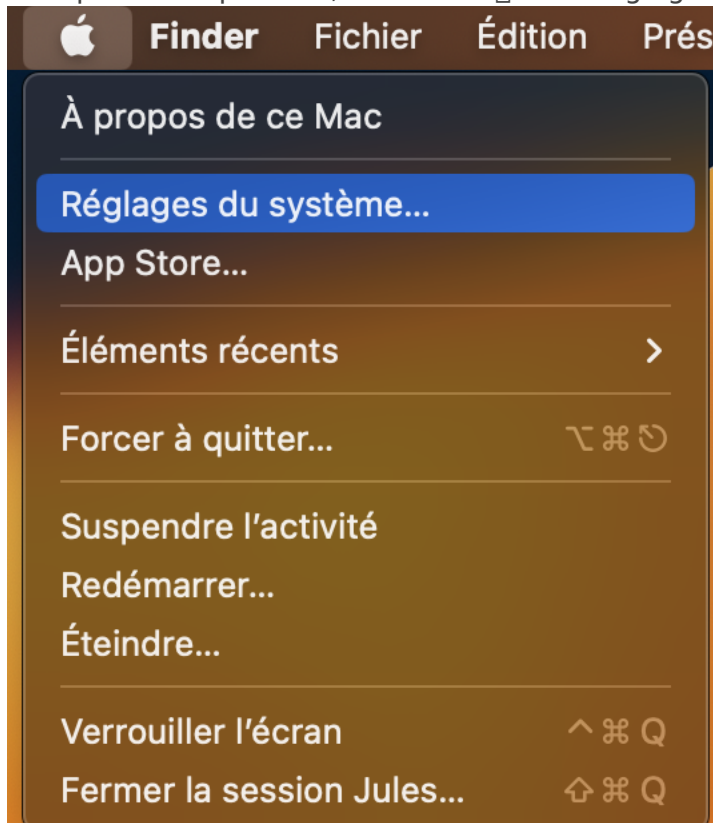 Finder Fichier Édition Prés
À propos de ce Mac
Réglages du système...
App Store...
Éléments récents
Forcer à quitter... ⌥ ⌘ ⎋
Suspendre l’activité
Redémarrer...
Éteindre...
Verrouiller l’écran ^ ⌘ Q
Fermer la session Jules... ⇧ ⌘ Q